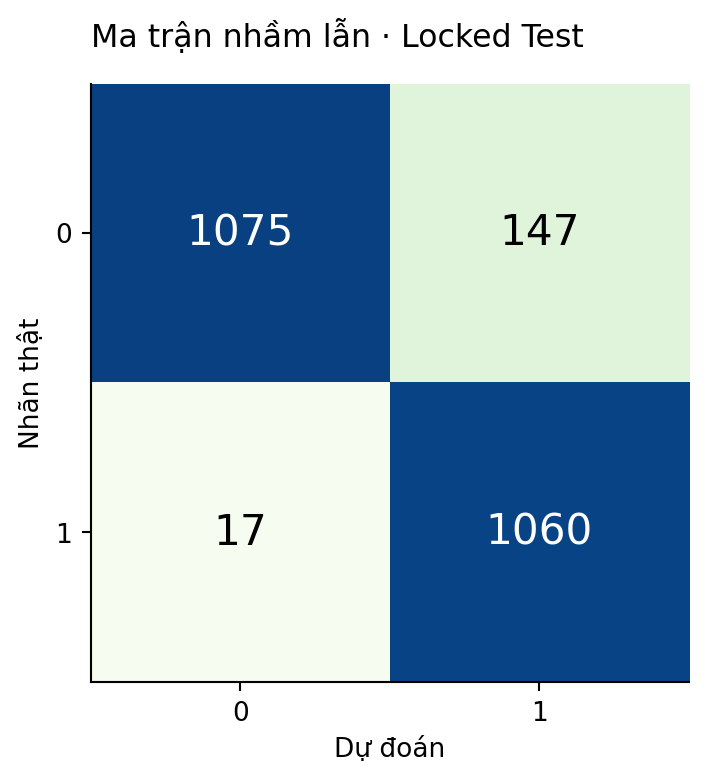 Ma trận nhầm lẫn · Locked Test
0
1075
147
Nhãn thật
1
17
1060
0
1
Dự đoán